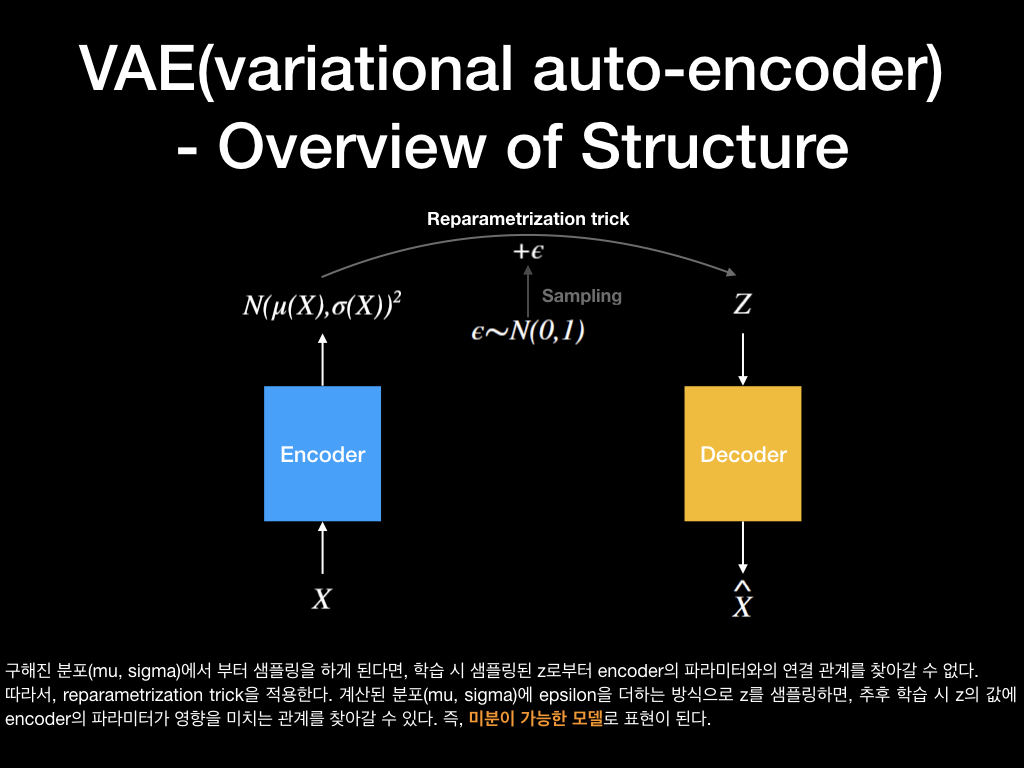 VAE(variational auto-encoder)
- Overview of Structure
Reparametrization trick
+ϵ
Sampling
N(μ(X),σ(X))²
ϵ~N(0,1)
Z
Encoder
Decoder
X
X̂
구해진 분포(mu, sigma)에서 부터 샘플링을 하게 된다면, 학습 시 샘플링된 z로부터 encoder의 파라미터와의 연결 관계를 찾아갈 수 없다.
따라서, reparametrization trick을 적용한다. 계산된 분포(mu, sigma)에 epsilon을 더하는 방식으로 z를 샘플링하면, 추후 학습 시 z의 값에
encoder의 파라미터가 영향을 미치는 관계를 찾아갈 수 있다. 즉, 미분이 가능한 모델로 표현이 된다.